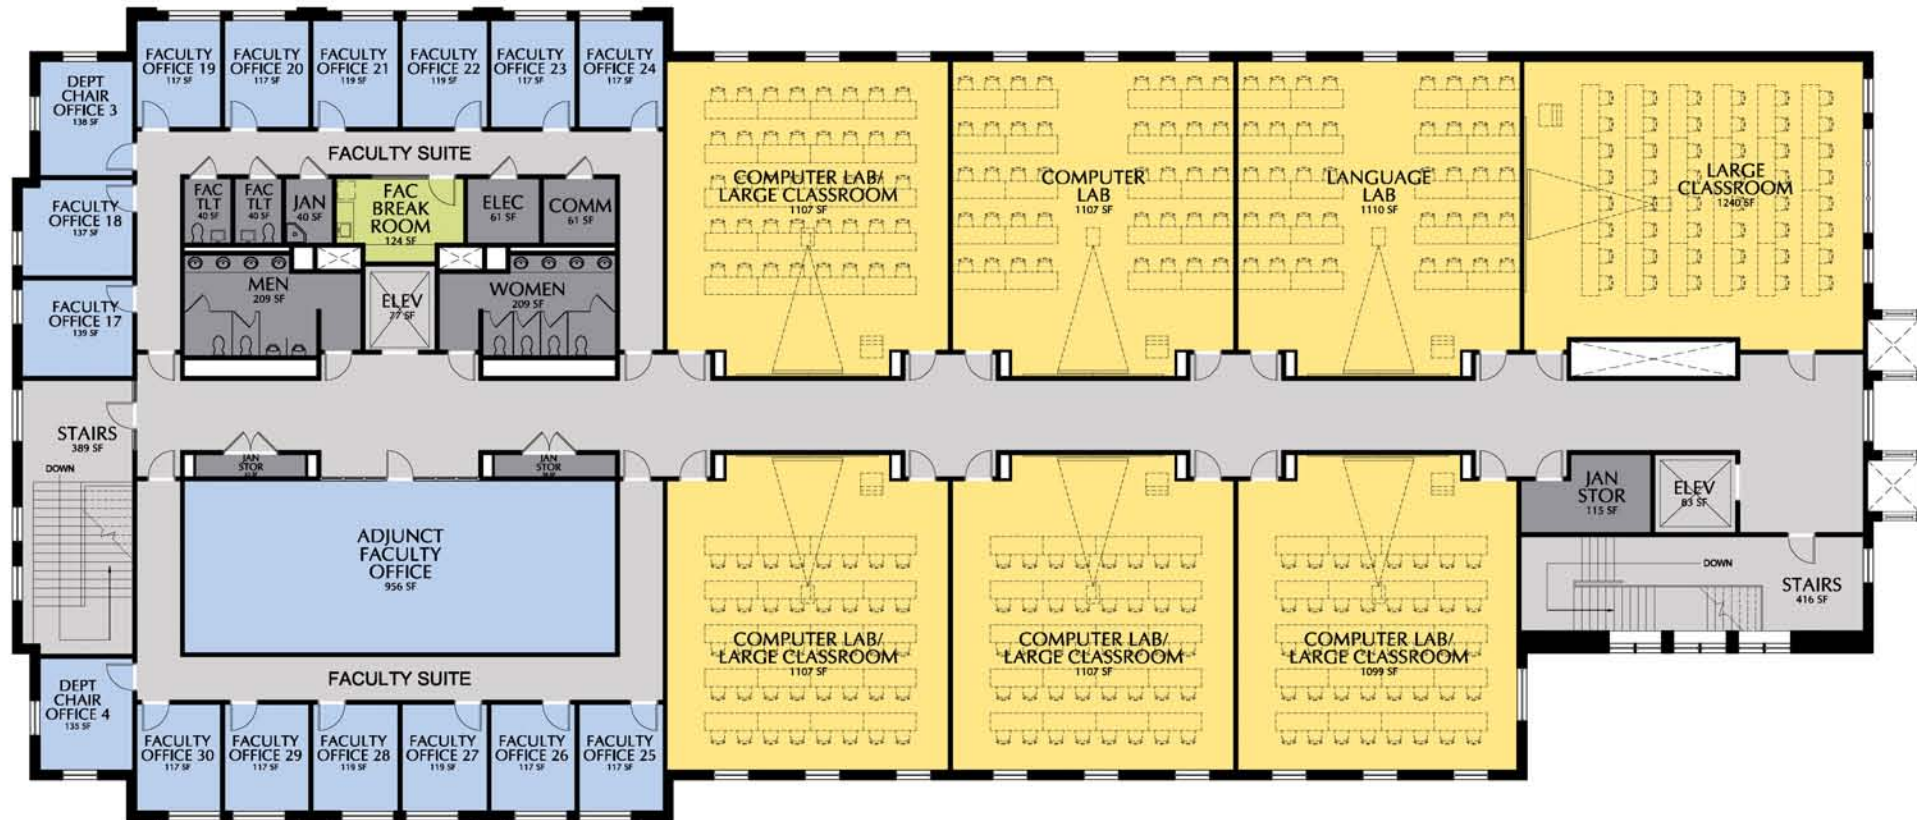 FACULTY
OFFICE 19
117 SF
FACULTY
OFFICE 20
117 SF
FACULTY
OFFICE 21
119 SF
FACULTY
OFFICE 22
119 SF
FACULTY
OFFICE 23
117 SF
FACULTY
OFFICE 24
117 SF
DEPT
CHAIR
OFFICE 3
138 SF
FACULTY SUITE
FACULTY
OFFICE 18
137 SF
FAC
TLT
40 SF
FAC
TLT
40 SF
JAN
40 SF
FAC
BREAK
ROOM
124 SF
ELEC
61 SF
COMM
61 SF
COMPUTER LAB/
LARGE CLASSROOM
1107 SF
COMPUTER
LAB
1107 SF
LANGUAGE
LAB
1110 SF
LARGE
CLASSROOM
1240 SF
FACULTY
OFFICE 17
139 SF
MEN
209 SF
ELEV
77 SF
WOMEN
209 SF
STAIRS
389 SF
DOWN
JAN
STOR
JAN
STOR
JAN
STOR
115 SF
ELEV
83 SF
ADJUNCT
FACULTY
OFFICE
956 SF
DOWN
STAIRS
416 SF
COMPUTER LAB/
LARGE CLASSROOM
1107 SF
COMPUTER LAB/
LARGE CLASSROOM
1107 SF
COMPUTER LAB/
LARGE CLASSROOM
1099 SF
FACULTY SUITE
DEPT
CHAIR
OFFICE 4
135 SF
FACULTY
OFFICE 30
117 SF
FACULTY
OFFICE 29
117 SF
FACULTY
OFFICE 28
119 SF
FACULTY
OFFICE 27
119 SF
FACULTY
OFFICE 26
117 SF
FACULTY
OFFICE 25
117 SF